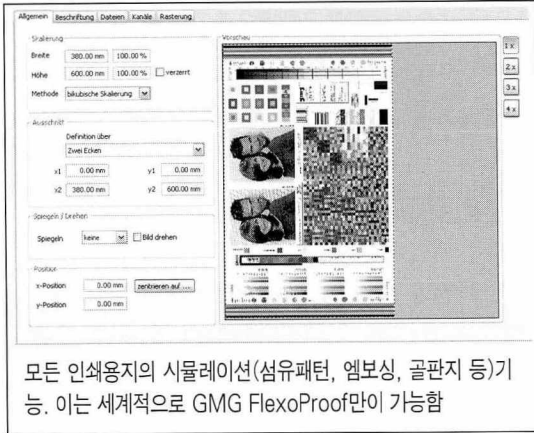 Allgemein Beschriftung Dateien Kanäle Rasterung
Skalierung
Breite 380.00 mm 100.00 %
Höhe 600.00 mm 100.00 % verzerrt
Methode bikubische Skalierung
Ausschnitt
Definition über
Zwei Ecken
x1 0.00 mm y1 0.00 mm
x2 380.00 mm y2 600.00 mm
Spiegeln / Drehen
Spiegeln keine Bild drehen
Position
x-Position 0.00 mm zentrieren auf ...
y-Position 0.00 mm
Vorschau
1 x
2 x
3 x
4 x
모든 인쇄용지의 시뮬레이션(섬유패턴, 엠보싱, 골판지 등)기
능. 이는 세계적으로 GMG FlexoProof만이 가능함